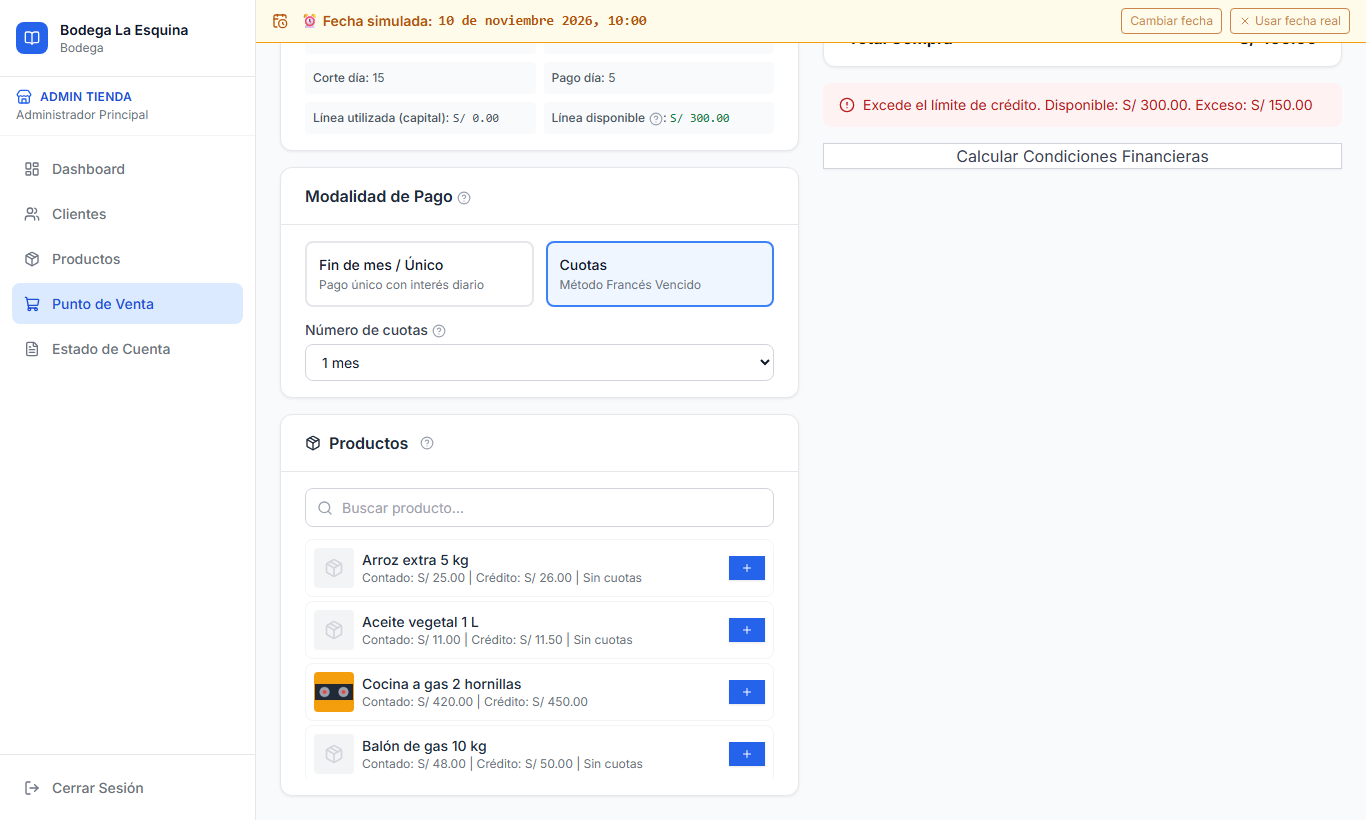 Bodega La Esquina
Bodega
ADMIN TIENDA
Administrador Principal
Dashboard
Clientes
Productos
Punto de Venta
Estado de Cuenta
Cerrar Sesión
⏰ Fecha simulada: 10 de noviembre 2026, 10:00
Cambiar fecha
× Usar fecha real
Corte día: 15
Pago día: 5
Línea utilizada (capital): S/ 0.00
Línea disponible ?: S/ 300.00
Modalidad de Pago ?
Fin de mes / Único
Pago único con interés diario
Cuotas
Método Francés Vencido
Número de cuotas ?
1 mes
Productos ?
Buscar producto...
Arroz extra 5 kg
Contado: S/ 25.00 | Crédito: S/ 26.00 | Sin cuotas
+
Aceite vegetal 1 L
Contado: S/ 11.00 | Crédito: S/ 11.50 | Sin cuotas
+
Cocina a gas 2 hornillas
Contado: S/ 420.00 | Crédito: S/ 450.00
+
Balón de gas 10 kg
Contado: S/ 48.00 | Crédito: S/ 50.00 | Sin cuotas
+
Excede el límite de crédito. Disponible: S/ 300.00. Exceso: S/ 150.00
Calcular Condiciones Financieras